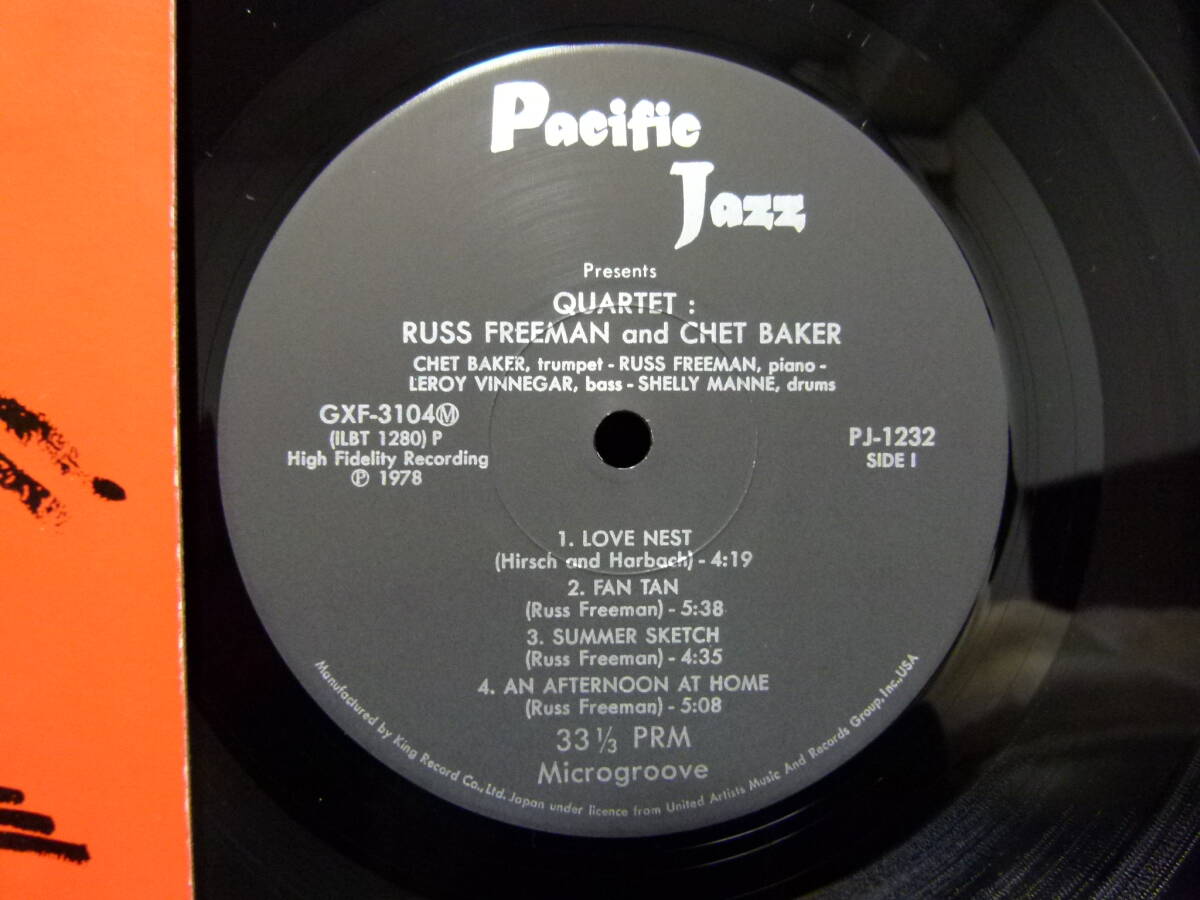 Pacific
Jazz
Presents
QUARTET :
RUSS FREEMAN and CHET BAKER
CHET BAKER, trumpet - RUSS FREEMAN, piano -
LEROY VINNEGAR, bass - SHELLY MANNE, drums
GXF-3104Ⓜ
(ILBT 1280) P
High Fidelity Recording
℗ 1978
PJ-1232
SIDE I
1. LOVE NEST
(Hirsch and Harbach) - 4:19
2. FAN TAN
(Russ Freeman) - 5:38
3. SUMMER SKETCH
(Russ Freeman) - 4:35
4. AN AFTERNOON AT HOME
(Russ Freeman) - 5:08
33 1/3 PRM
Microgroove
Manufactured by King Record Co., Ltd. Japan under licence from United Artists Music And Records Group, Inc., USA